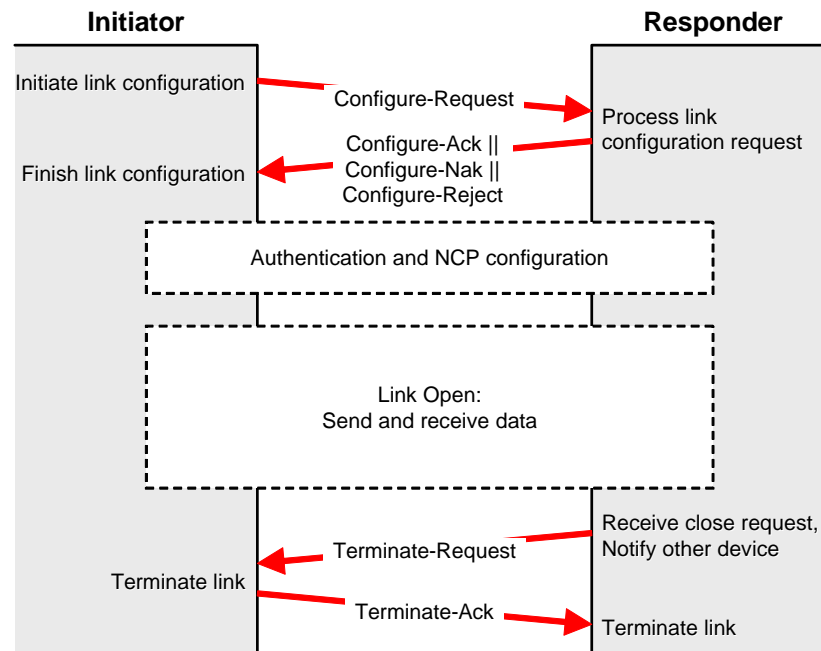 Initiator
Responder
Initiate link configuration
Configure-Request
Process link
configuration request
Configure-Ack ||
Configure-Nak ||
Configure-Reject
Finish link configuration
Authentication and NCP configuration
Link Open:
Send and receive data
Receive close request,
Notify other device
Terminate-Request
Terminate link
Terminate-Ack
Terminate link